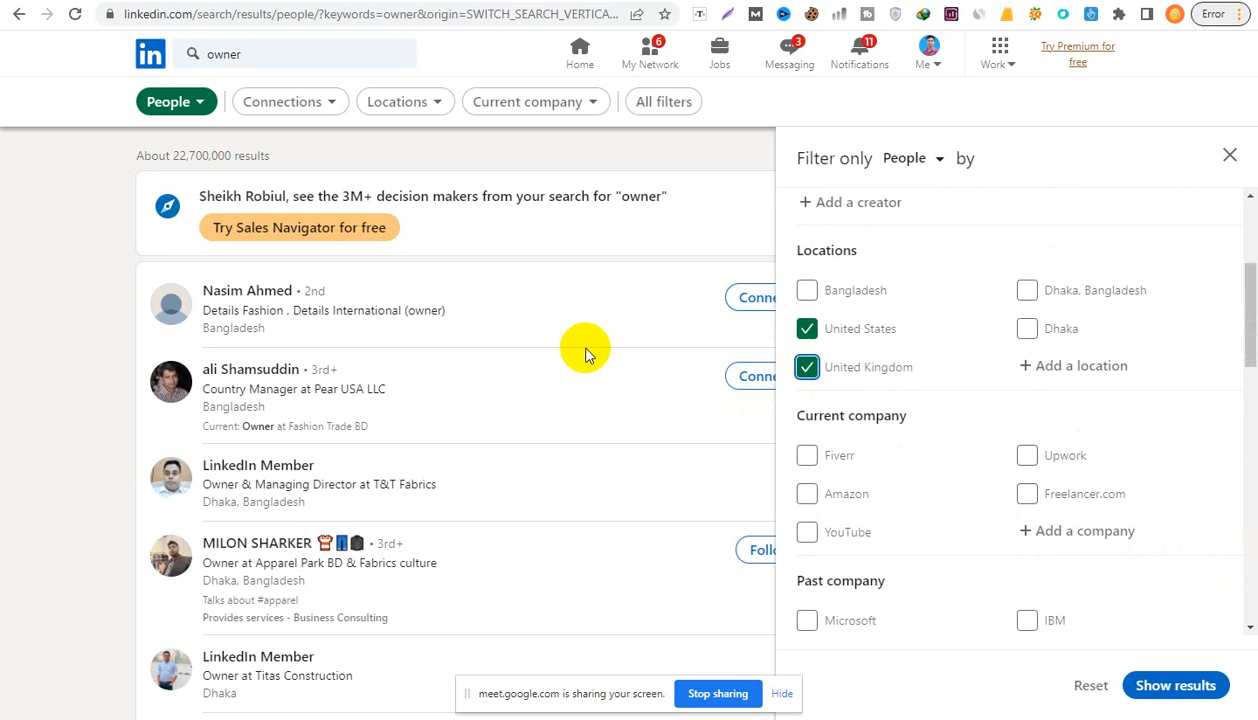 linkedin.com/search/results/people/?keywords=owner&origin=SWITCH_SEARCH_VERTICA...
Error
in
owner
6
3
11
Home
My Network
Jobs
Messaging
Notifications
Me
Work
Try Premium for
free
People
Connections
Locations
Current company
All filters
About 22,700,000 results
Sheikh Robiul, see the 3M+ decision makers from your search for "owner"
Try Sales Navigator for free
Nasim Ahmed • 2nd
Details Fashion , Details International (owner)
Bangladesh
Conne
ali Shamsuddin • 3rd+
Country Manager at Pear USA LLC
Bangladesh
Current: Owner at Fashion Trade BD
Conne
LinkedIn Member
Owner & Managing Director at T&T Fabrics
Dhaka, Bangladesh
MILON SHARKER • 3rd+
Owner at Apparel Park BD & Fabrics culture
Dhaka, Bangladesh
Talks about #apparel
Provides services - Business Consulting
Follo
LinkedIn Member
Owner at Titas Construction
Dhaka
Filter only People by
+ Add a creator
Locations
Bangladesh
Dhaka, Bangladesh
United States
Dhaka
United Kingdom
+ Add a location
Current company
Fiverr
Upwork
Amazon
Freelancer.com
YouTube
+ Add a company
Past company
Microsoft
IBM
Reset
Show results
meet.google.com is sharing your screen.
Stop sharing
Hide